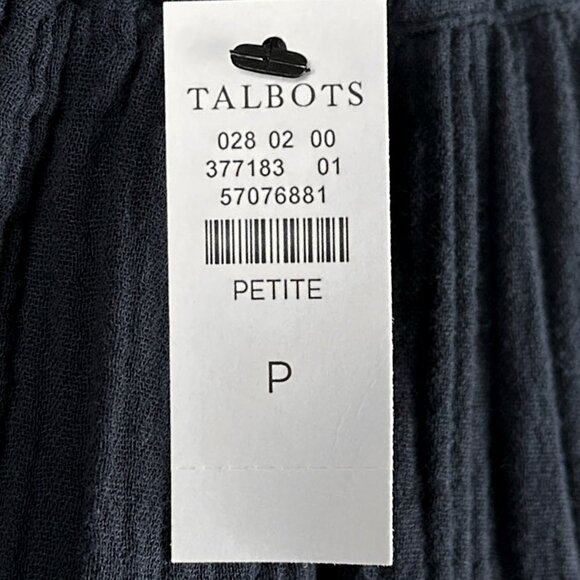 TALBOTS
028 02 00
377183 01
57076881
PETITE
P